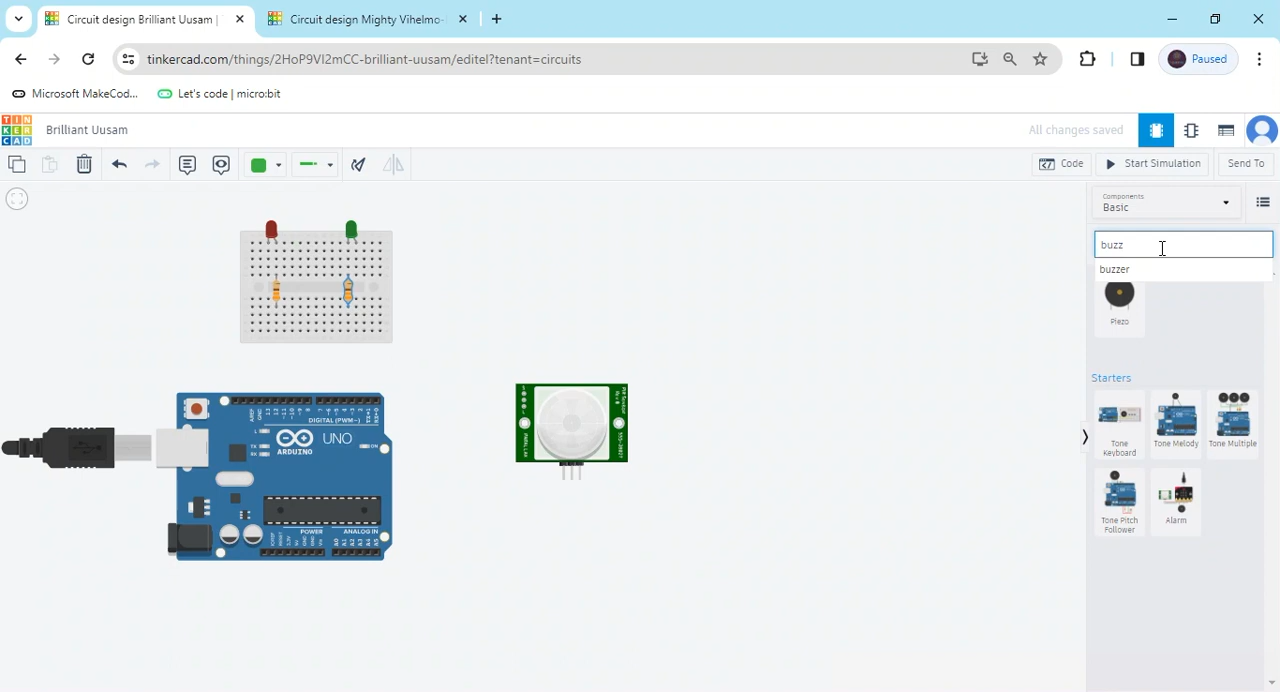 Circuit design Brilliant Uusam |
Circuit design Mighty Vihelmo-
tinkercad.com/things/2HoP9VI2mCC-brilliant-uusam/editel?tenant=circuits
Paused
Microsoft MakeCod...
Let's code | micro:bit
TIN
KER
CAD
Brilliant Uusam
All changes saved
Code
Start Simulation
Send To
Components
Basic
buzz
buzzer
Piezo
Starters
Tone Keyboard
Tone Melody
Tone Multiple
Tone Pitch Follower
Alarm
DIGITAL (PWM~)
UNO
ARDUINO
TX
RX
ON
POWER
ANALOG IN